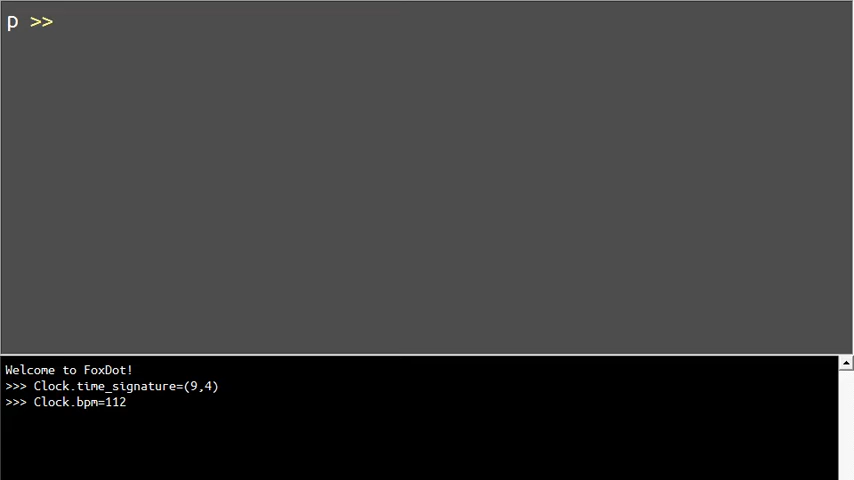 p >>
Welcome to FoxDot!
>>> Clock.time_signature=(9,4)
>>> Clock.bpm=112